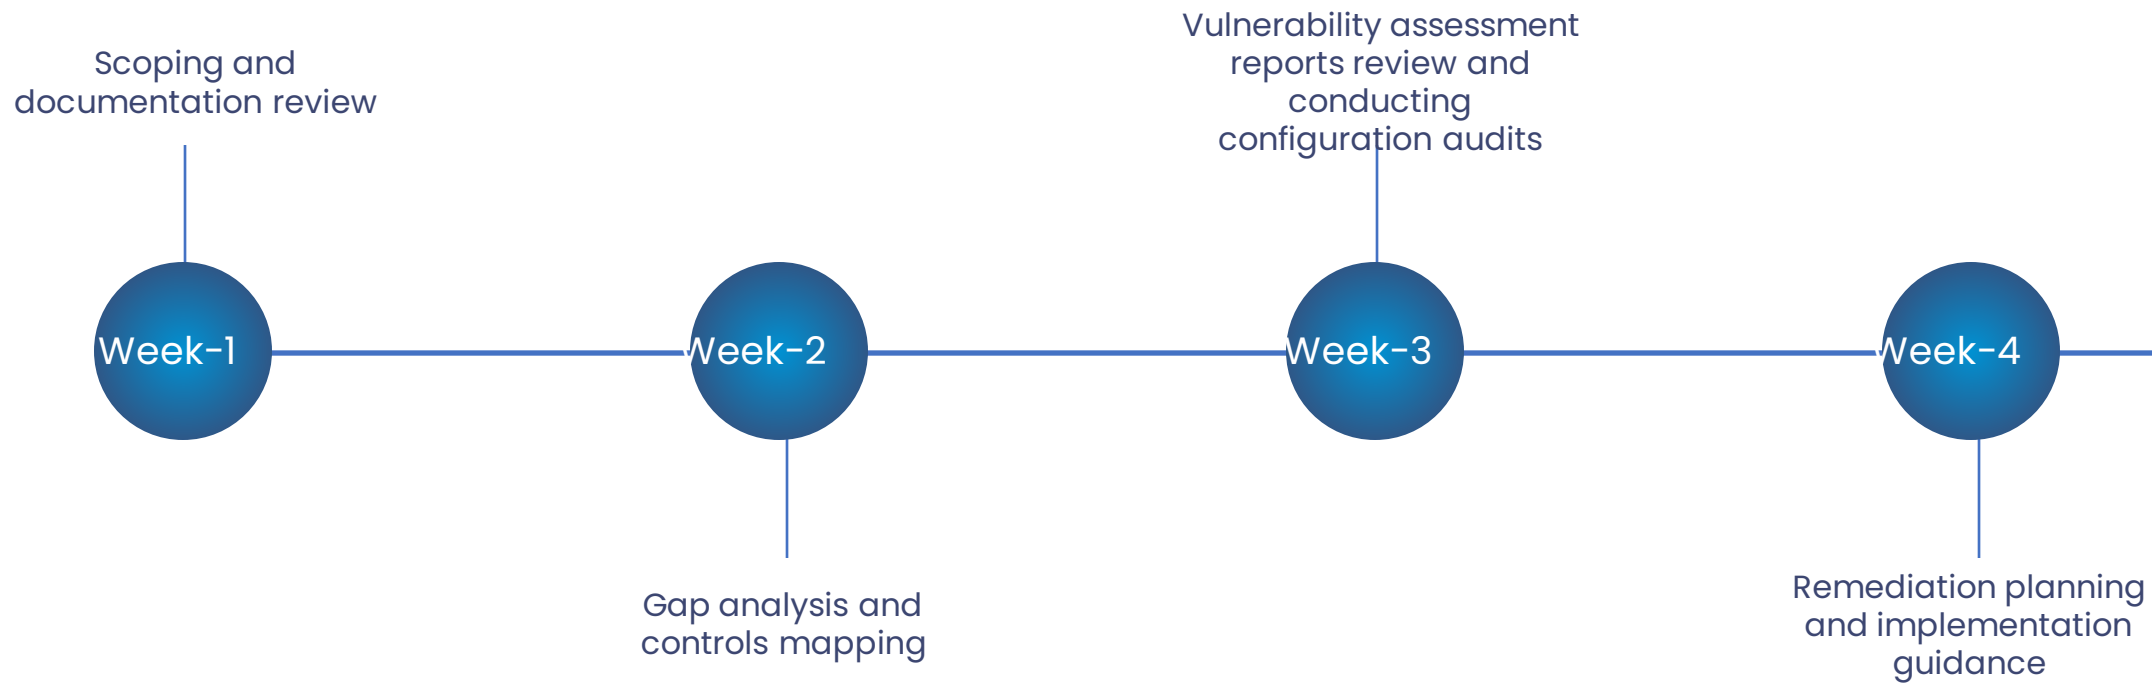 Scoping and
documentation review
Week-1
Week-2
Gap analysis and
controls mapping
Vulnerability assessment
reports review and
conducting
configuration audits
Week-3
Week-4
Remediation planning
and implementation
guidance